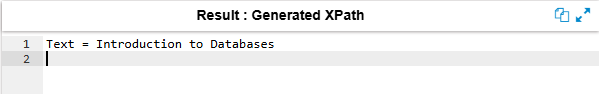 Result : Generated XPath
1 Text = Introduction to Databases
2